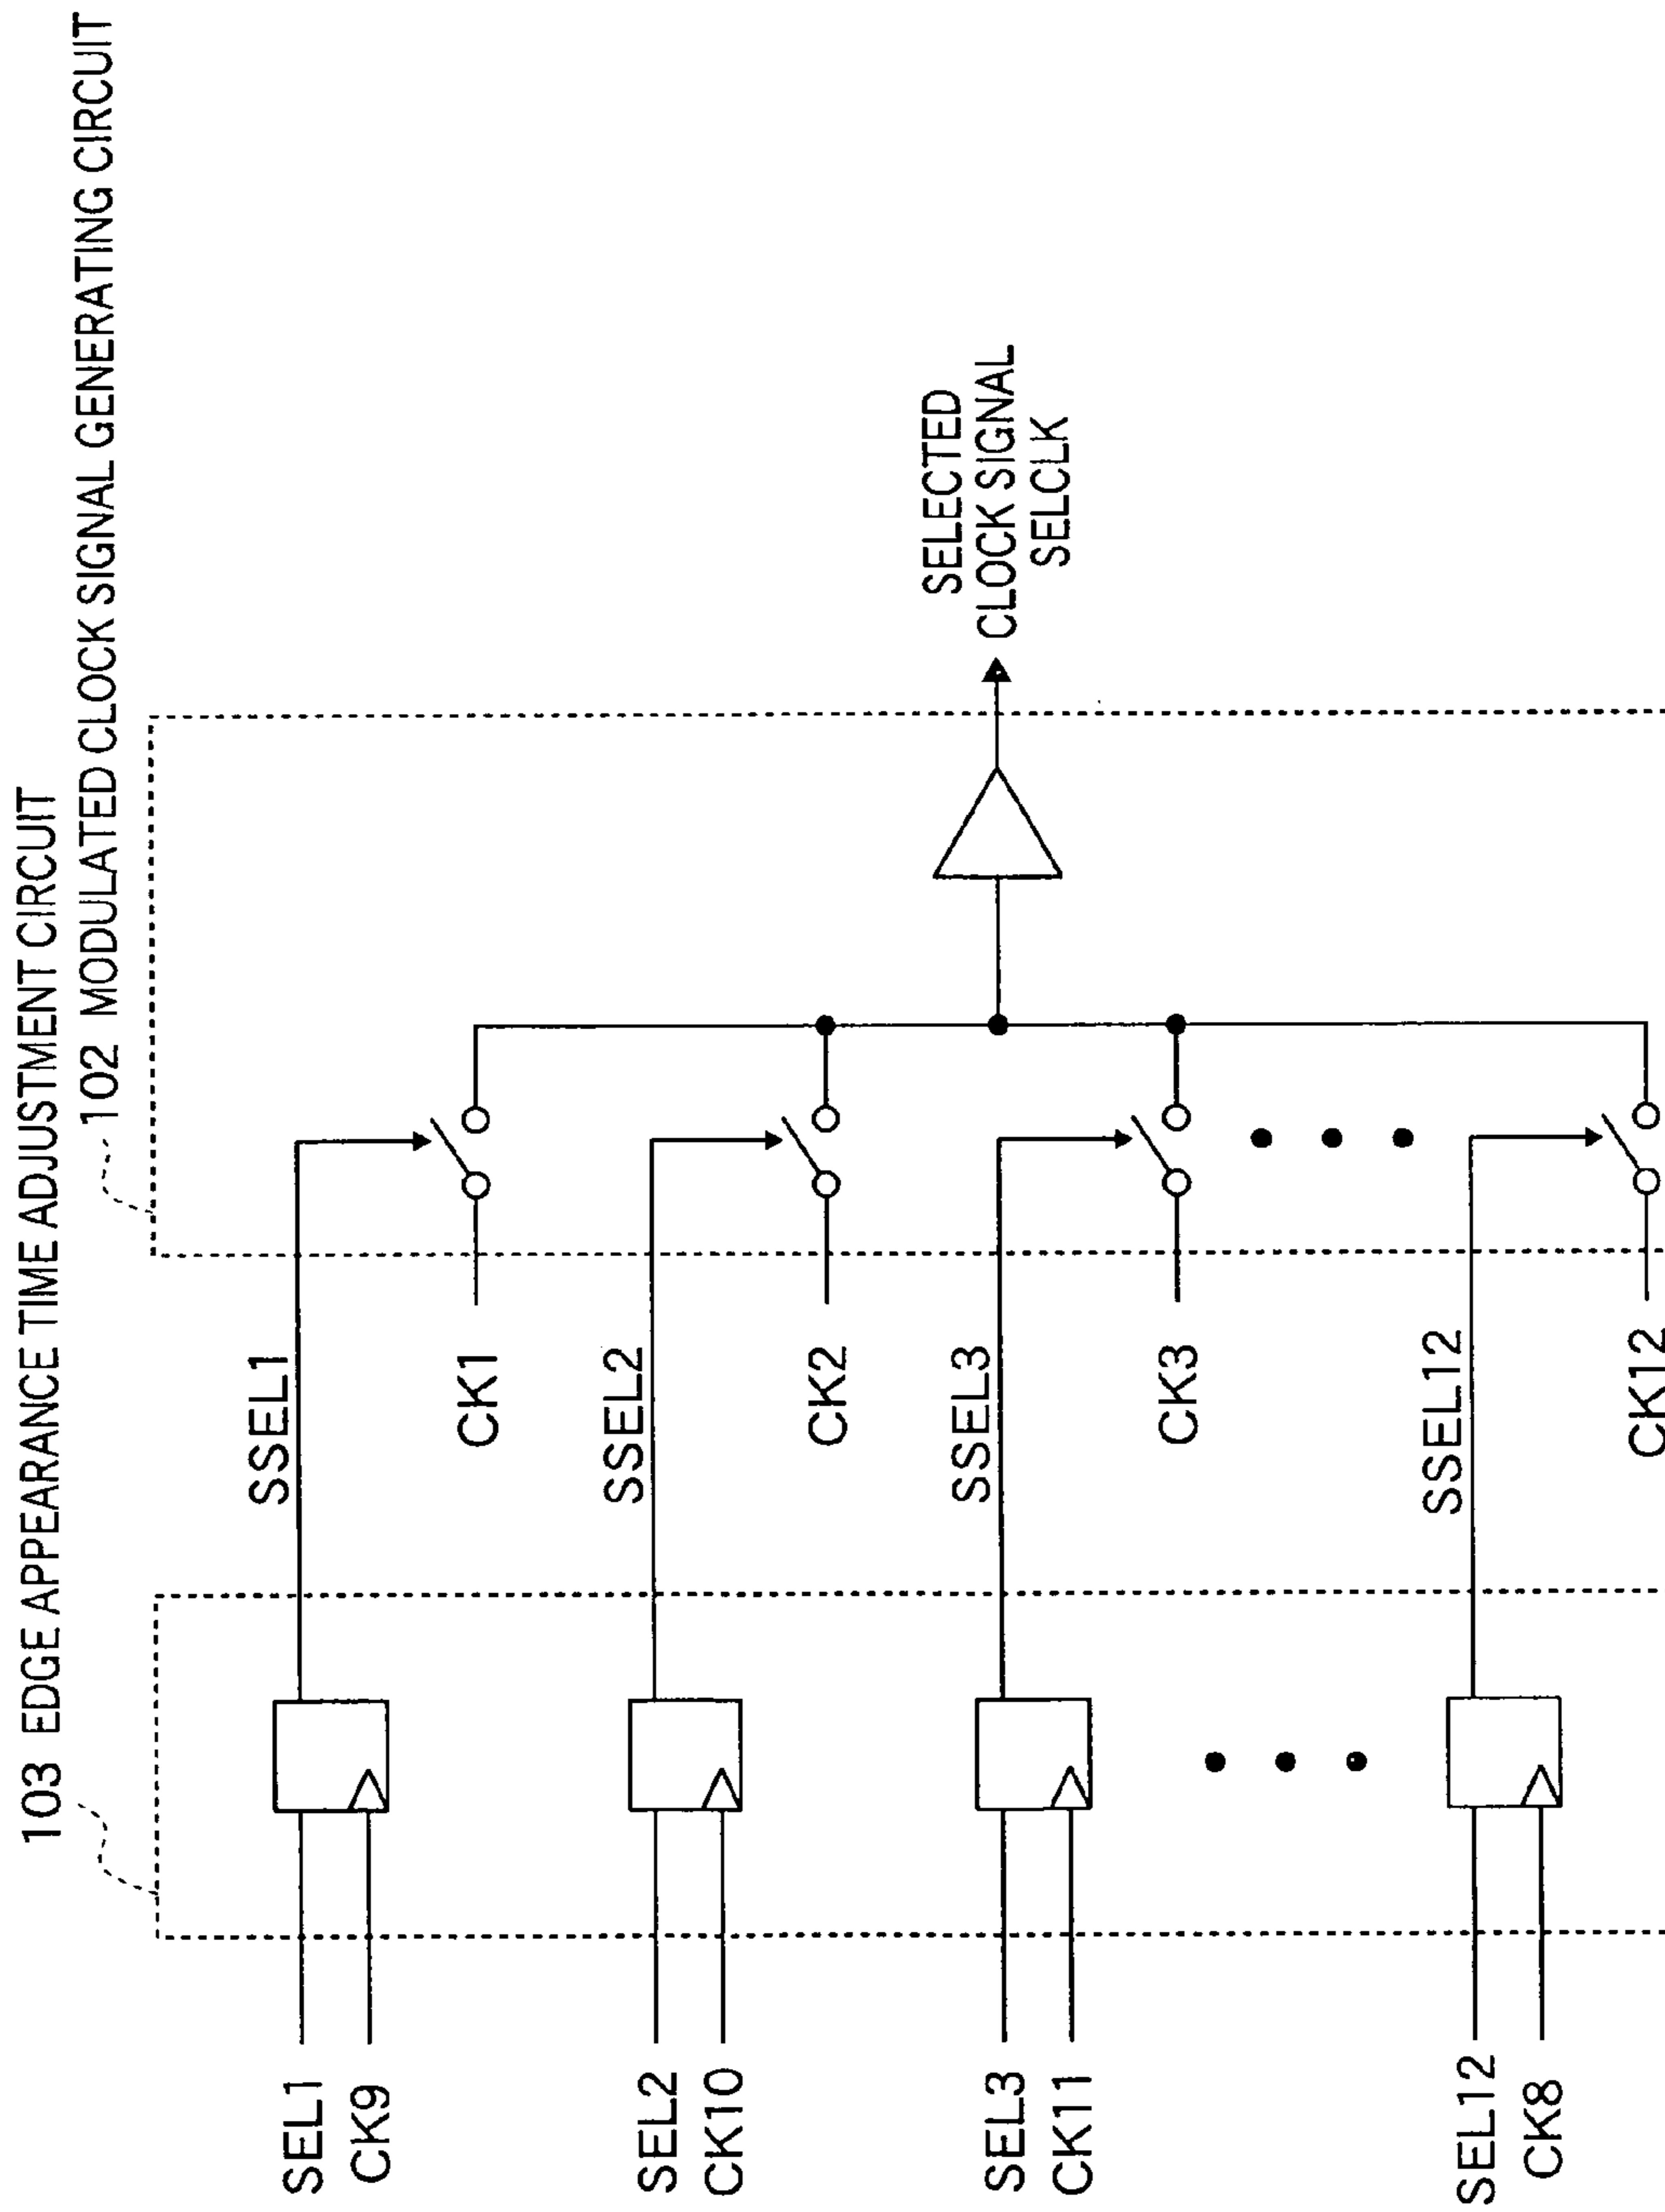 103 EDGE APPEARANCE TIME ADJUSTMENT CIRCUIT
102 MODULATED CLOCK SIGNAL GENERATING CIRCUIT
SEL1
CK9
SSEL1
CK1
SEL2
CK10
SSEL2
CK2
SELECTED
CLOCK SIGNAL
SELCLK
SEL3
CK11
SSEL3
CK3
SEL12
CK8
SSEL12
CK12